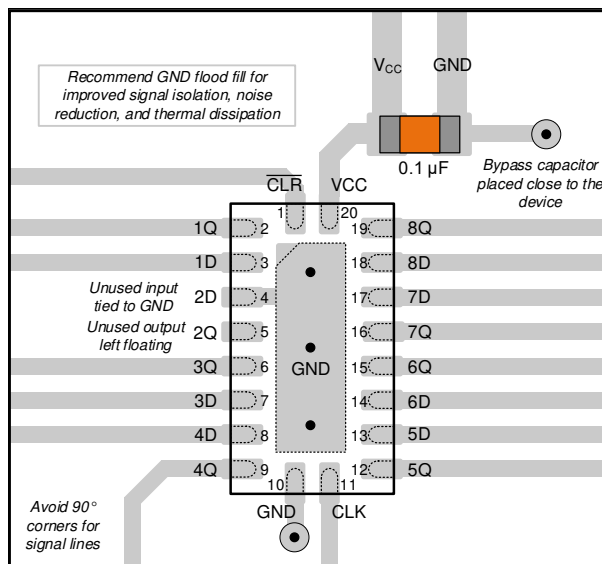 Recommend GND flood fill for
improved signal isolation, noise
reduction, and thermal dissipation
VCC
GND
0.1 µF
Bypass capacitor
placed close to the
device
CLR
VCC
1
20
1Q
2
19
8Q
1D
3
18
8D
Unused input
tied to GND
2D
4
17
7D
Unused output
left floating
2Q
5
16
7Q
3Q
6
15
6Q
GND
3D
7
14
6D
4D
8
13
5D
4Q
9
12
5Q
10
11
GND
CLK
Avoid 90°
corners for
signal lines